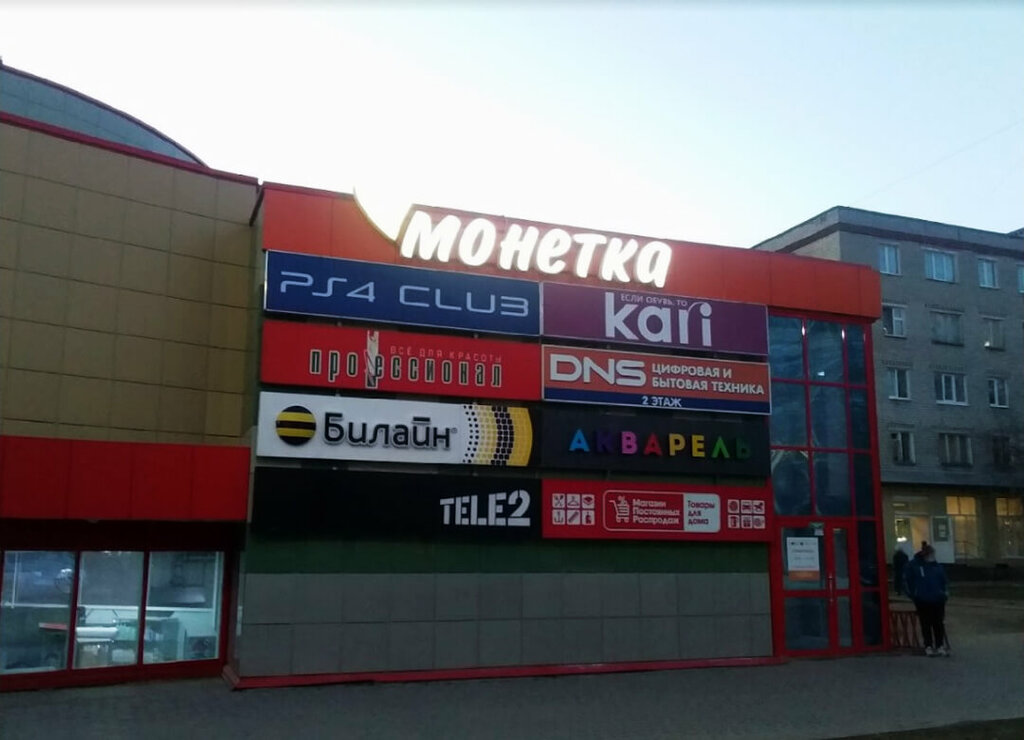 монетка
PS4 CLUB
ЕСЛИ ОБУВЬ, ТО
kari
ВСЁ ДЛЯ КРАСОТЫ
профессионал
DNS
ЦИФРОВАЯ И
БЫТОВАЯ ТЕХНИКА
2 ЭТАЖ
Билайн®
АКВАРЕЛЬ
TELE2
Магазин
Постоянных
Распродаж
Товары
для
дома